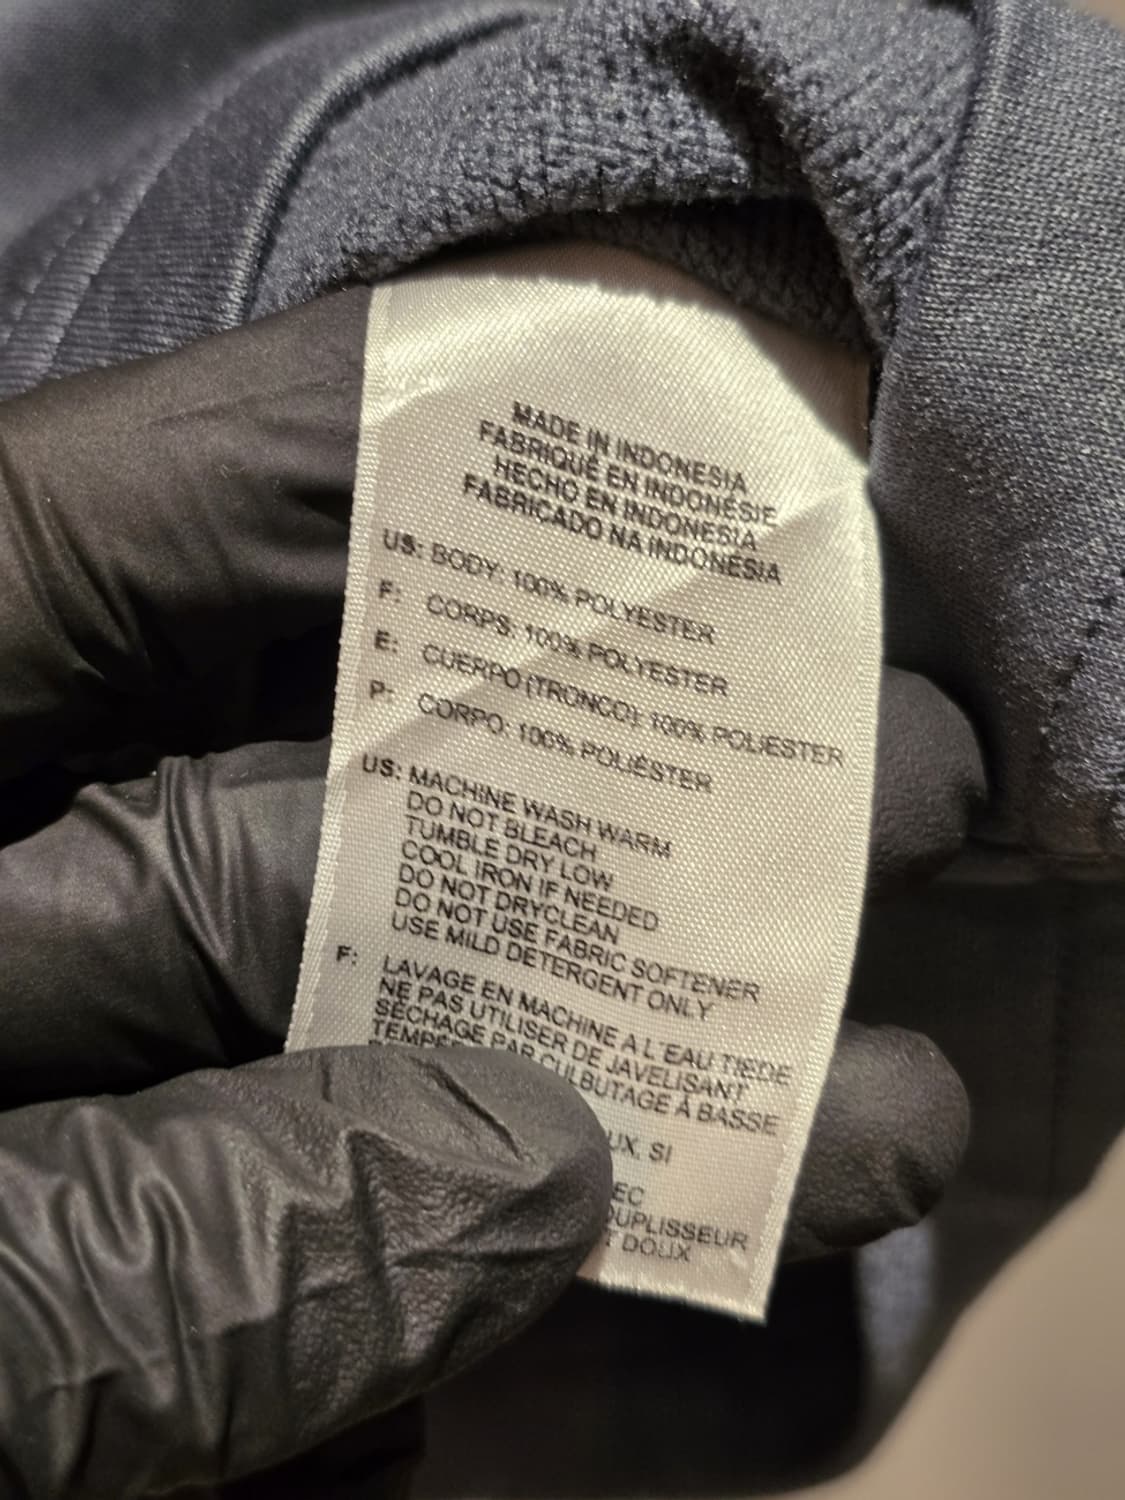 MADE IN INDONESIA
FABRIQUÉ EN INDONÉSIE
HECHO EN INDONESIA
FABRICADO NA INDONESIA
US: BODY: 100% POLYESTER
F: CORPS: 100% POLYESTER
E: CUERPO (TRONCO): 100% POLIESTER
P: CORPO: 100% POLIÉSTER
US: MACHINE WASH WARM
DO NOT BLEACH
TUMBLE DRY LOW
COOL IRON IF NEEDED
DO NOT DRYCLEAN
DO NOT USE FABRIC SOFTENER
USE MILD DETERGENT ONLY
F: LAVAGE EN MACHINE A L'EAU TIEDE
NE PAS UTILISER DE JAVELISANT
SÉCHAGE PAR CULBUTAGE À BASSE
SI
DOUX